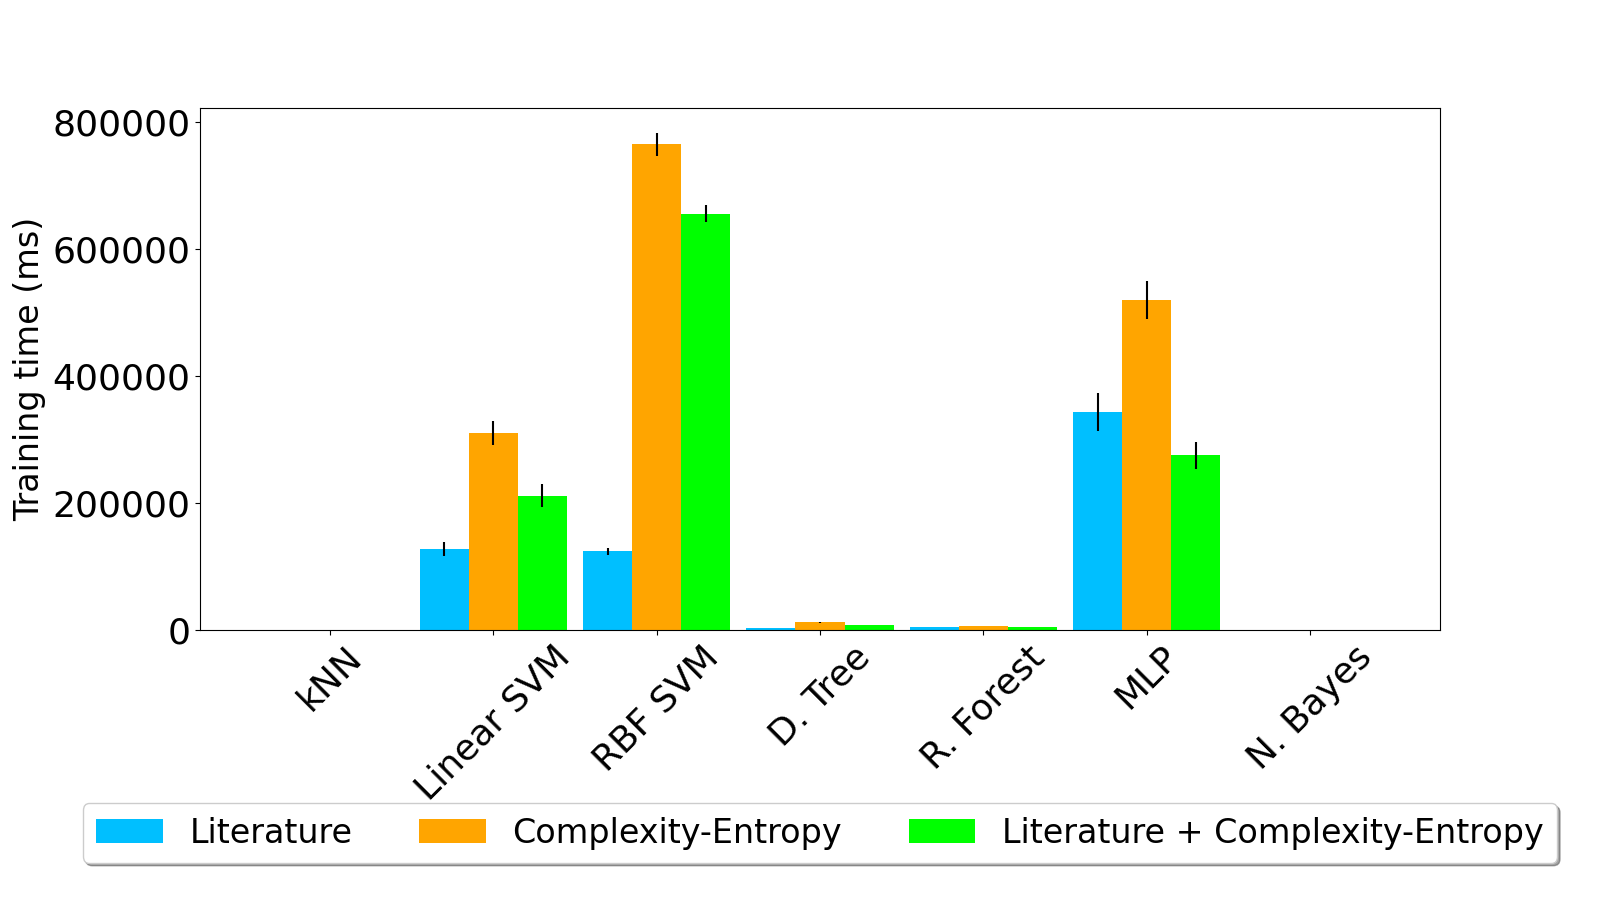 Training time (ms)
800000
600000
400000
200000
0
kNN
Linear SVM
RBF SVM
D. Tree
R. Forest
MLP
N. Bayes
Literature
Complexity-Entropy
Literature + Complexity-Entropy